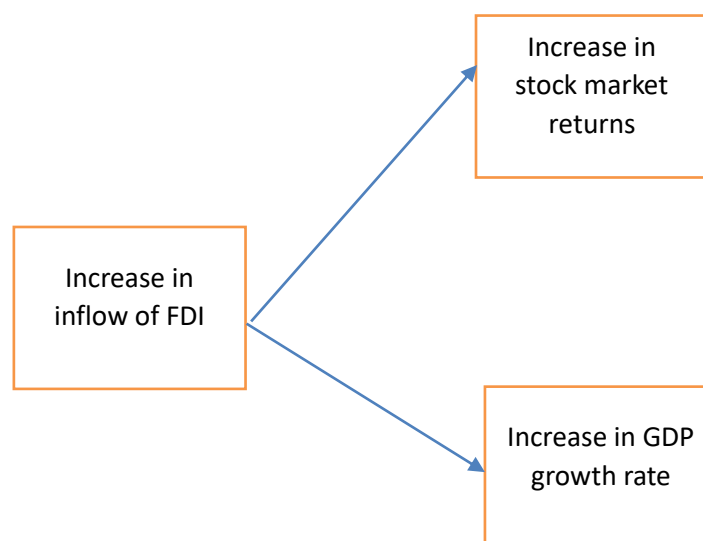 Increase in
stock market
returns
Increase in
inflow of FDI
Increase in GDP
growth rate